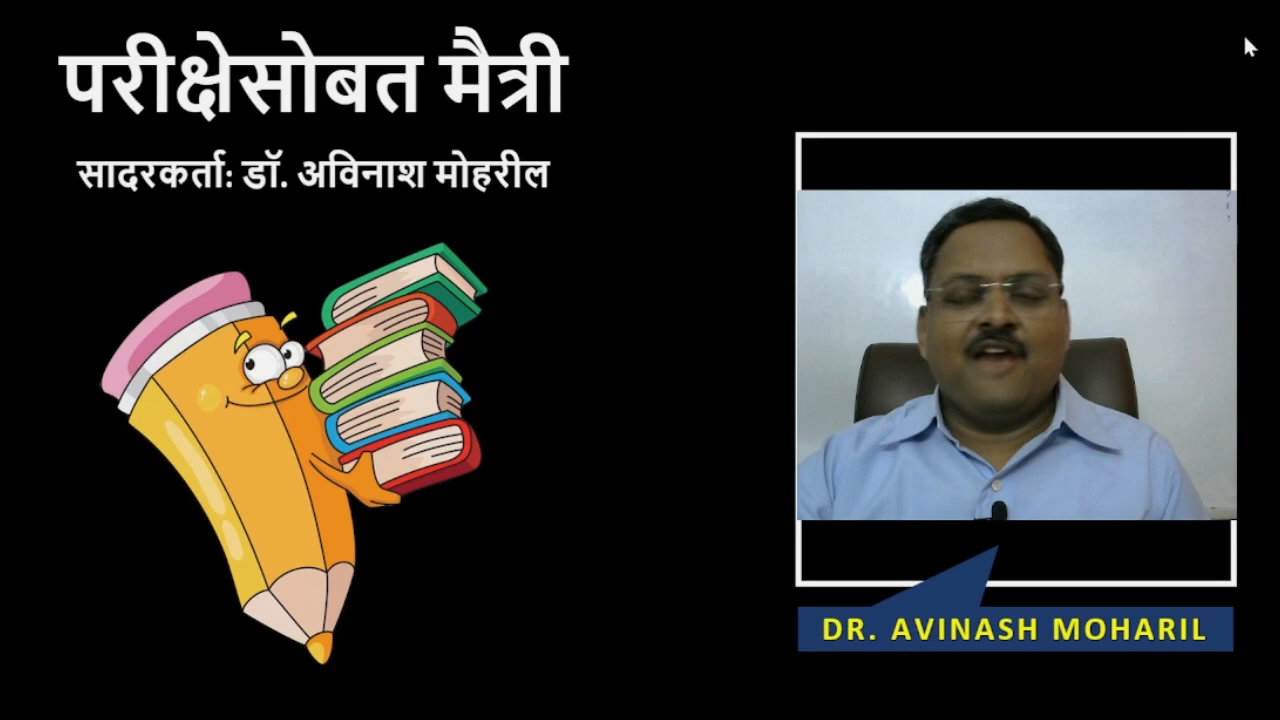 परीक्षेसोबत मैत्री
सादरकर्ता: डॉ. अविनाश मोहरील
DR. AVINASH MOHARIL